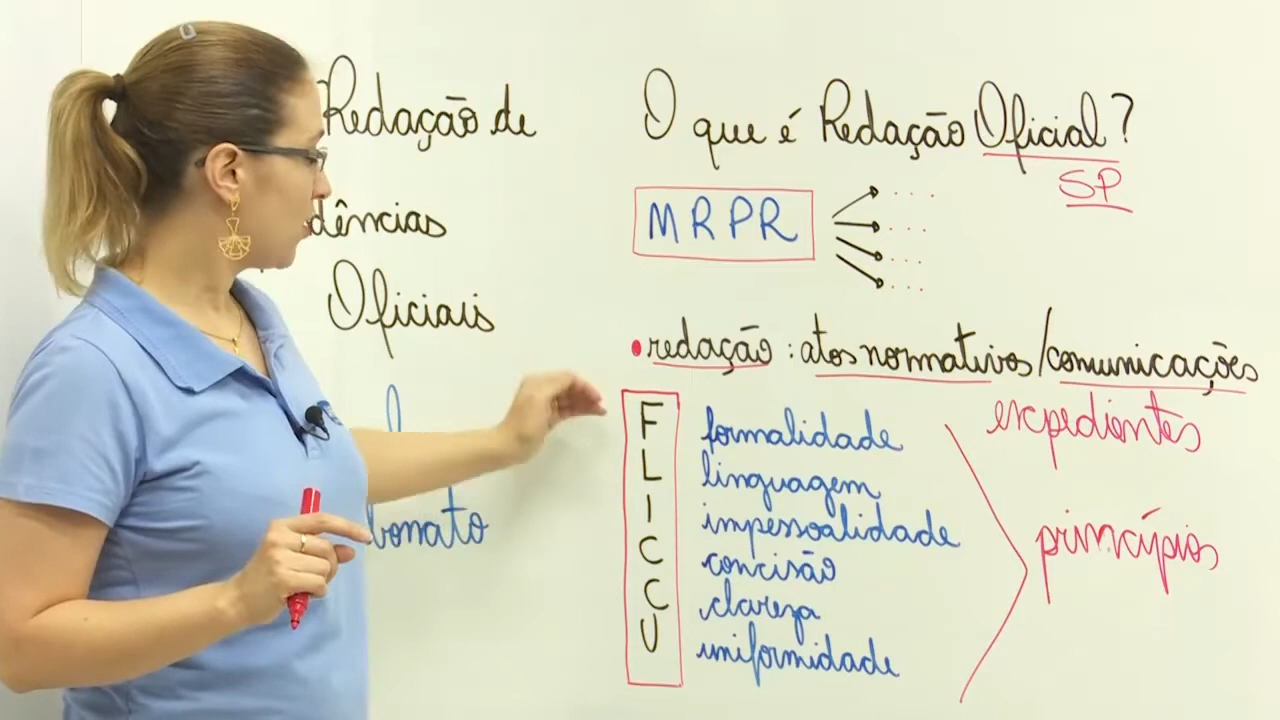 Redação de
dências
Oficiais
bonato
O que é Redação Oficial?
SP
MRPR
• redação : atos normativos / comunicações
expedientes
F formalidade
L linguagem
I impessoalidade
C concisão
C clareza
U uniformidade
princípios